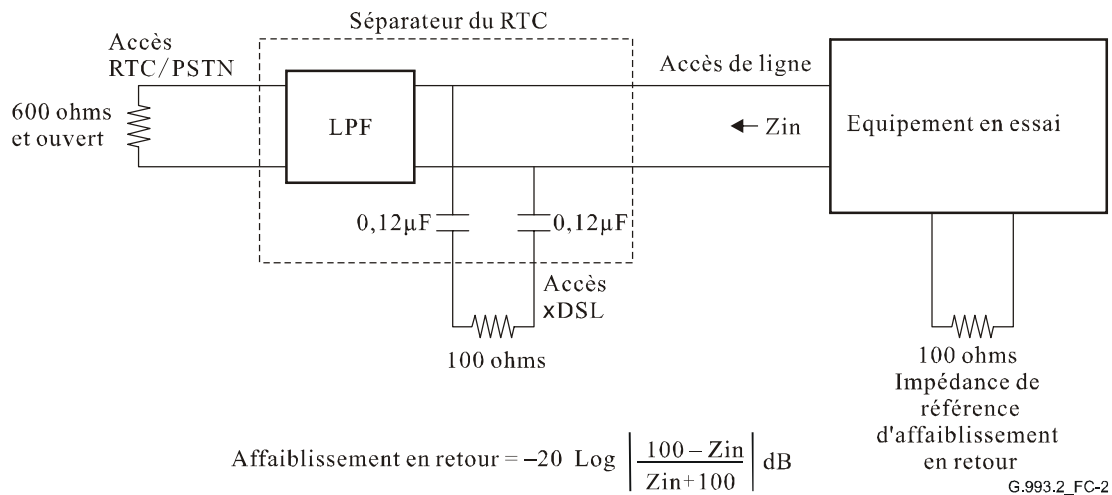 Séparateur du RTC
Accès
RTC/PSTN
600 ohms
et ouvert
LPF
Accès de ligne
← Zin
Equipement en essai
0,12µF
0,12µF
Accès
xDSL
100 ohms
100 ohms
Impédance de
référence
d'affaiblissement
en retour
Affaiblissement en retour = –20 Log | 100 – Zin / Zin+100 | dB
G.993.2_FC-2